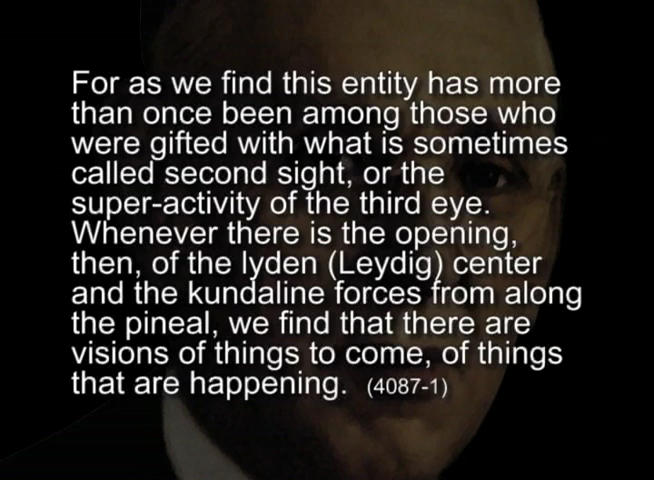 For as we find this entity has more
than once been among those who
were gifted with what is sometimes
called second sight, or the
super-activity of the third eye.
Whenever there is the opening,
then, of the lyden (Leydig) center
and the kundaline forces from along
the pineal, we find that there are
visions of things to come, of things
that are happening. (4087-1)